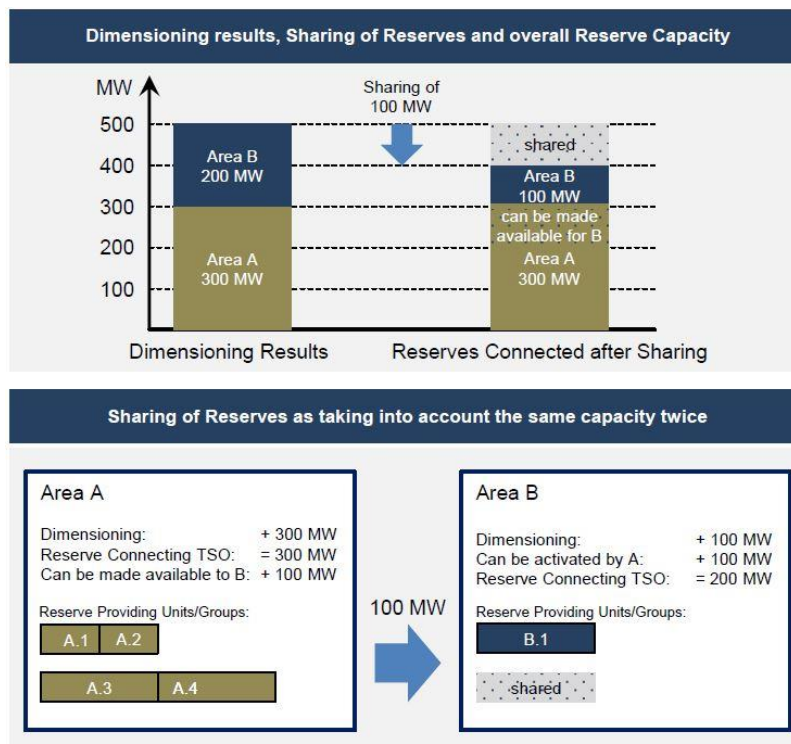 Dimensioning results, Sharing of Reserves and overall Reserve Capacity
MW
Sharing of
100 MW
500
400
300
200
100
Area B
200 MW
Area A
300 MW
shared
Area B
100 MW
can be made
available for B
Area A
300 MW
Dimensioning Results
Reserves Connected after Sharing
Sharing of Reserves as taking into account the same capacity twice
Area A
Dimensioning: + 300 MW
Reserve Connecting TSO: = 300 MW
Can be made available to B: + 100 MW
Reserve Providing Units/Groups:
A.1 A.2
A.3 A.4
100 MW
Area B
Dimensioning: + 100 MW
Can be activated by A: + 100 MW
Reserve Connecting TSO: = 200 MW
Reserve Providing Units/Groups:
B.1
shared